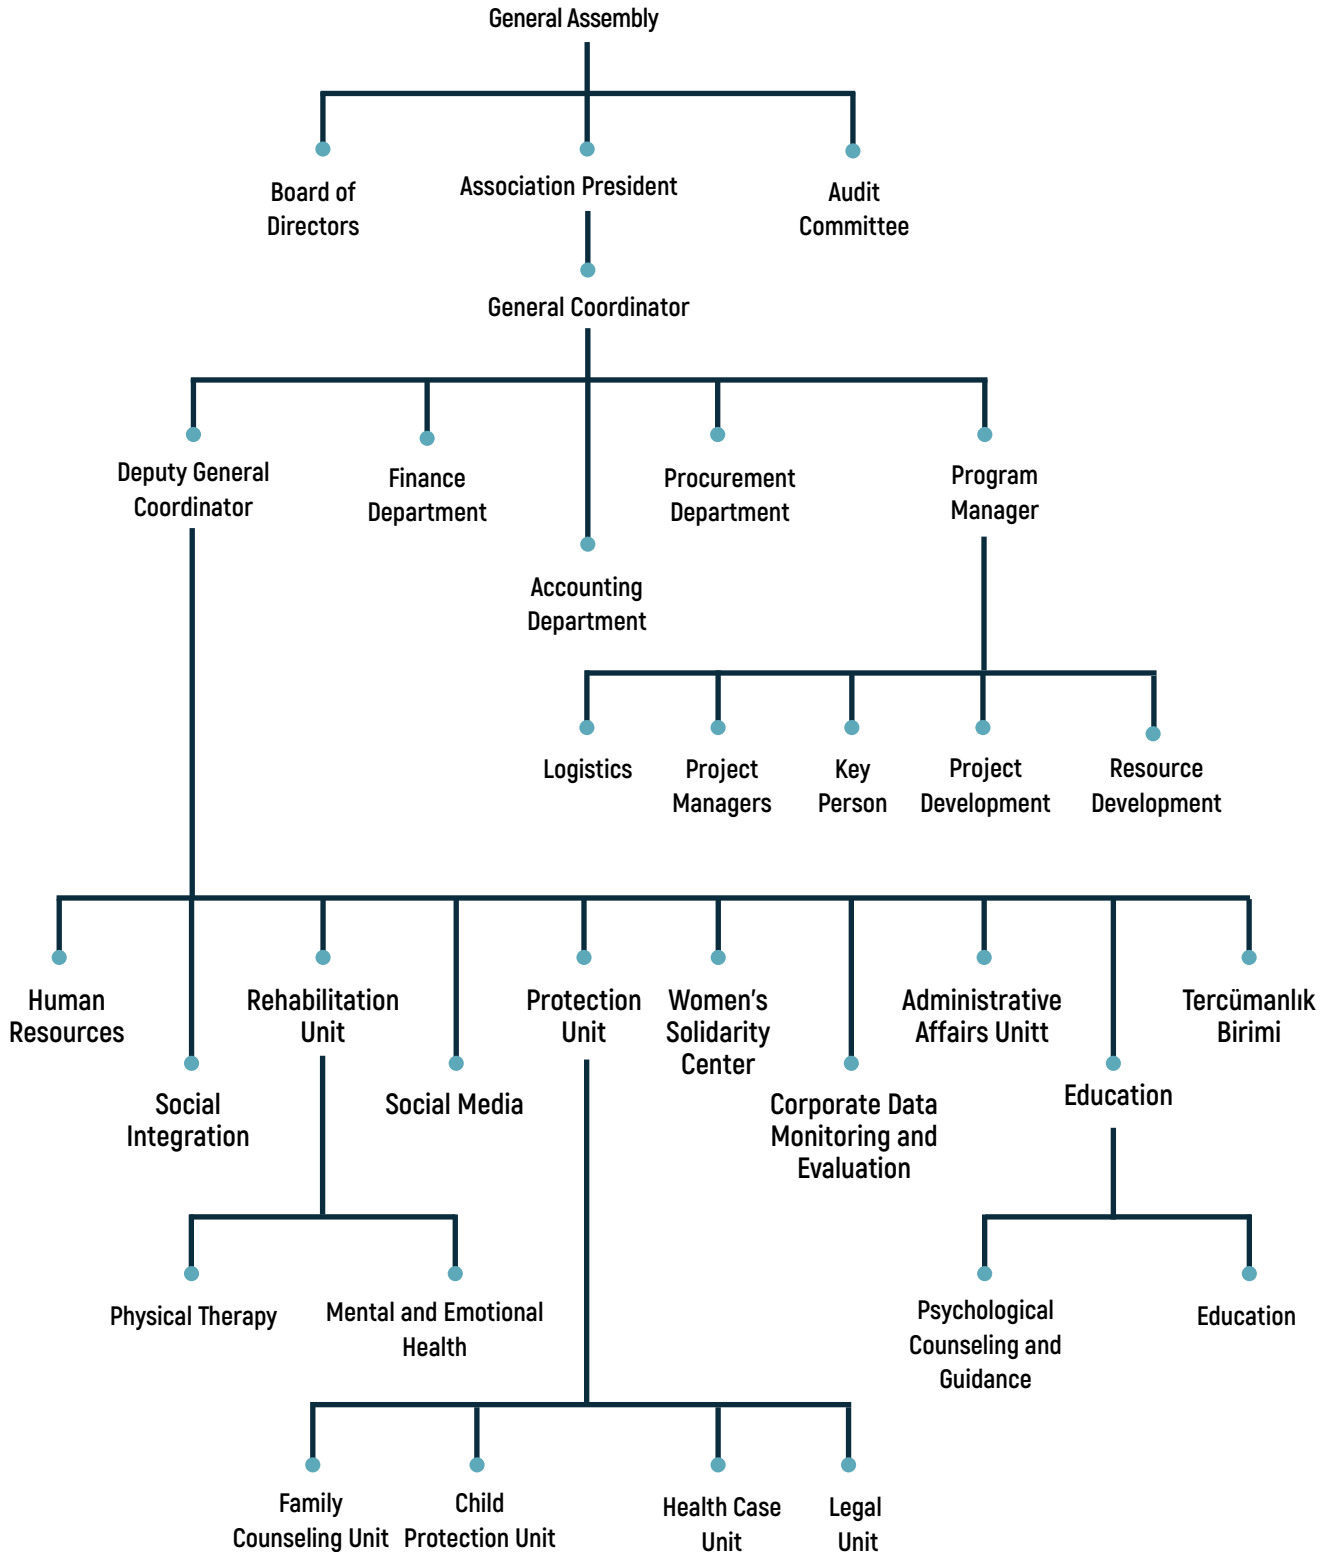 General Assembly
Board of
Directors
Association President
Audit
Committee
General Coordinator
Deputy General
Coordinator
Finance
Department
Procurement
Department
Program
Manager
Accounting
Department
Logistics
Project
Managers
Key
Person
Project
Development
Resource
Development
Human
Resources
Rehabilitation
Unit
Protection
Unit
Women's
Solidarity
Center
Administrative
Affairs Unitt
Tercümanlık
Birimi
Social
Integration
Social Media
Corporate Data
Monitoring and
Evaluation
Education
Physical Therapy
Mental and Emotional
Health
Psychological
Counseling and
Guidance
Education
Family
Counseling Unit
Child
Protection Unit
Health Case
Unit
Legal
Unit